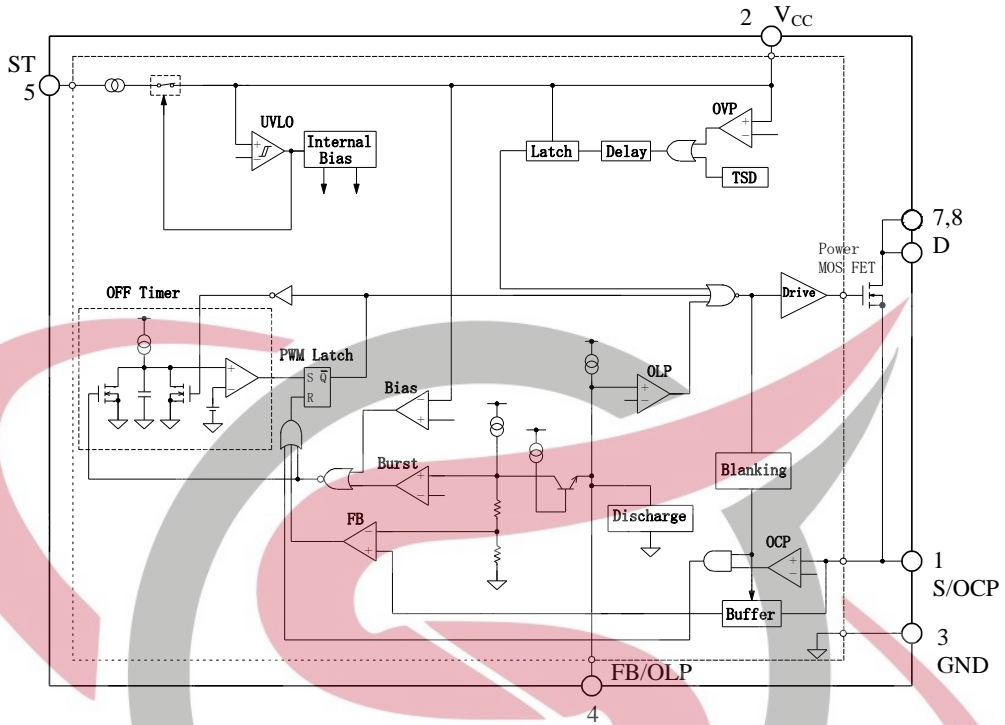 2 VCC
ST
5
UVLO
Internal
Bias
OVP
Latch
Delay
TSD
7,8
D
Power
MOS FET
OFF Timer
Drive
PWM Latch
S Q̅
R
OLP
Bias
Burst
Blanking
Discharge
FB
OCP
1
S/OCP
Buffer
3
GND
FB/OLP
4